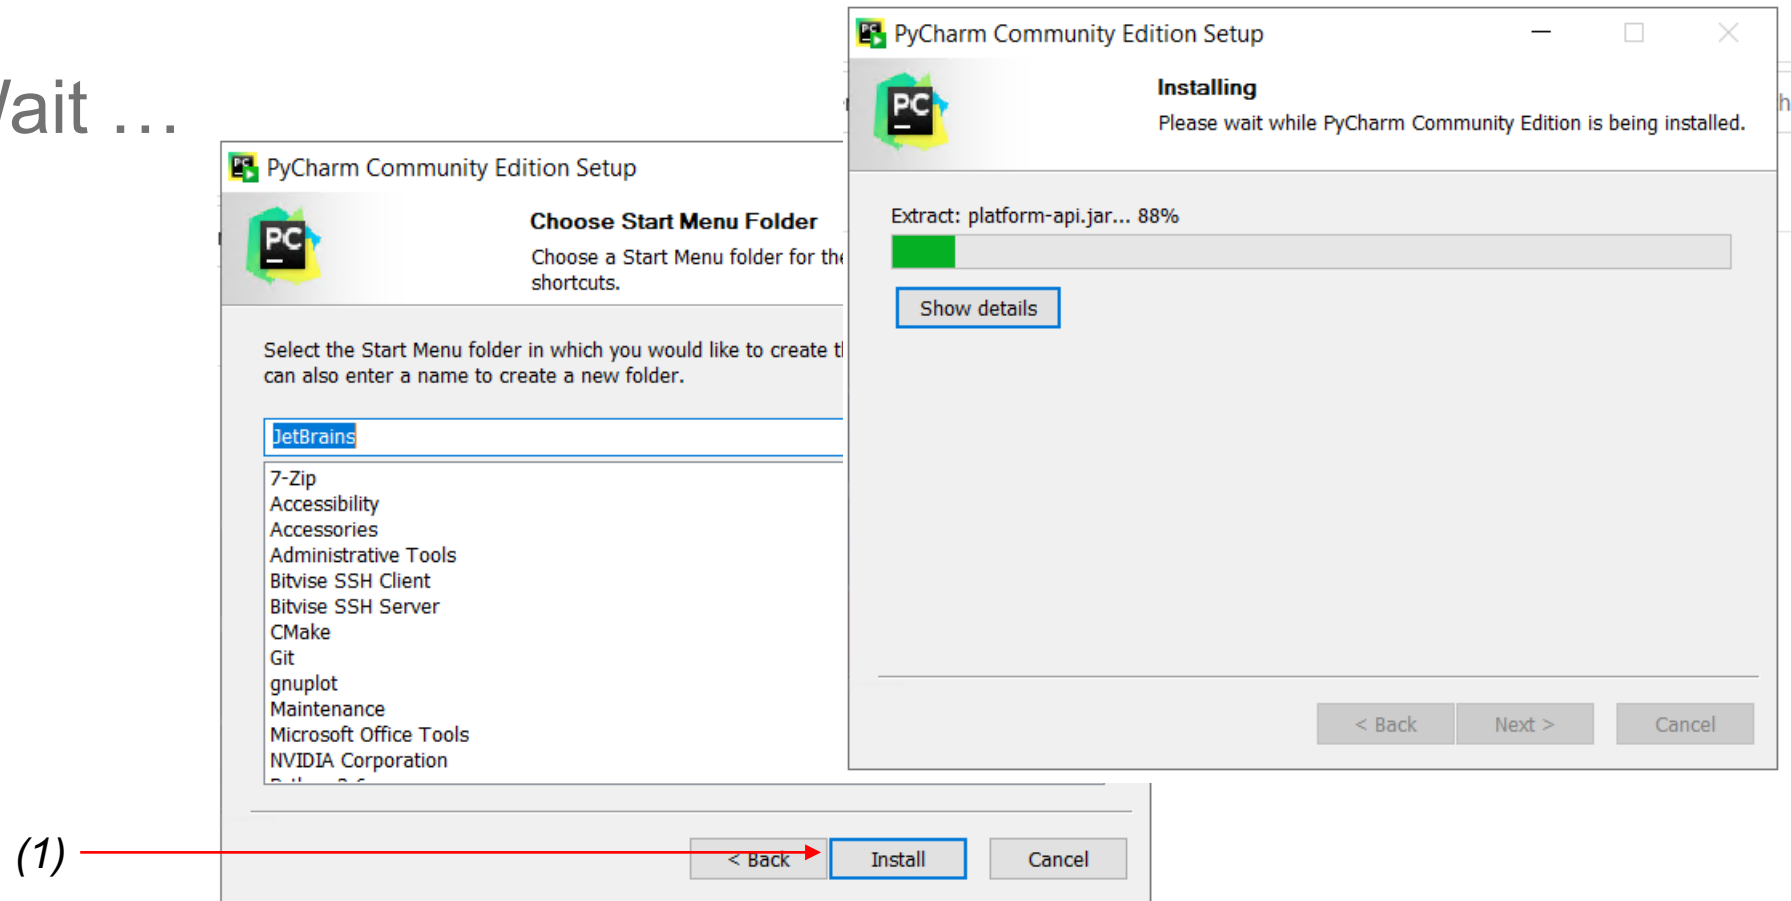 Wait …
PyCharm Community Edition Setup
PC
Choose Start Menu Folder
Choose a Start Menu folder for the
shortcuts.
Select the Start Menu folder in which you would like to create
can also enter a name to create a new folder.
JetBrains
7-Zip
Accessibility
Accessories
Administrative Tools
Bitvise SSH Client
Bitvise SSH Server
CMake
Git
gnuplot
Maintenance
Microsoft Office Tools
NVIDIA Corporation
(1)
< Back
Install
Cancel
PyCharm Community Edition Setup
PC
Installing
Please wait while PyCharm Community Edition is being installed.
Extract: platform-api.jar... 88%
Show details
< Back
Next >
Cancel